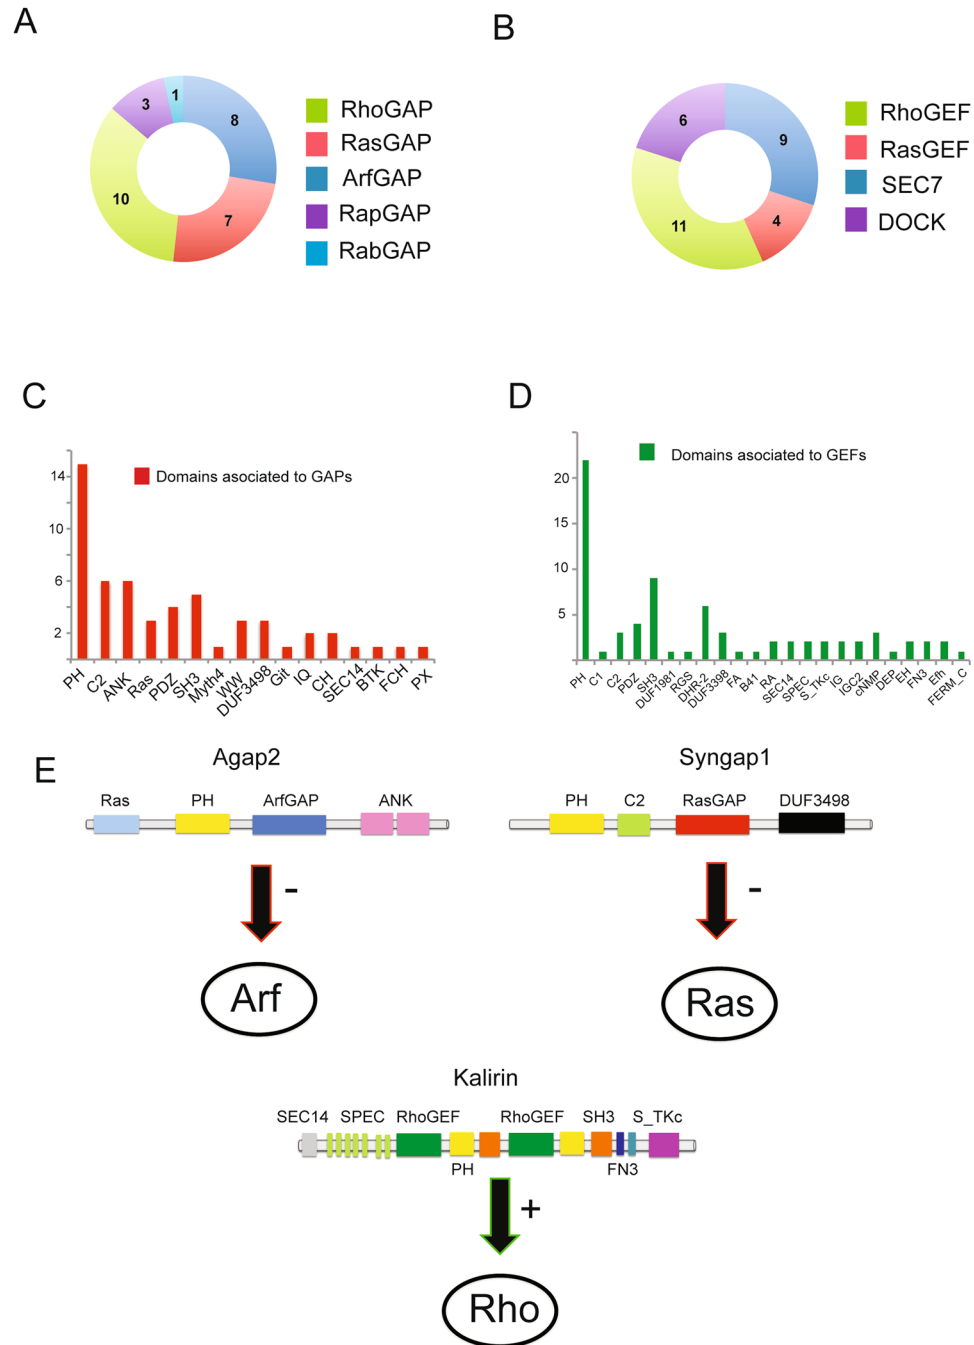 A
B
1
3
8
10
7
RhoGAP
RasGAP
ArfGAP
RapGAP
RabGAP
6
9
11
4
RhoGEF
RasGEF
SEC7
DOCK
C
D
Domains asociated to GAPs
14
10
6
2
PH C2 ANK Ras PDZ SH3 Myth4 WW DUF3498 Git IQ CH SEC14 BTK FCH PX
Domains asociated to GEFs
20
15
10
5
PH C1 C2 PDZ SH3 DUF1981 RGS DHR-2 DUF3398 FA B41 RA SEC14 SPEC S_TKc IG IGC2 cNMP DEP EH FN3 Efh FERM_C
E
Agap2
Ras PH ArfGAP ANK
-
Arf
Syngap1
PH C2 RasGAP DUF3498
-
Ras
Kalirin
SEC14 SPEC RhoGEF RhoGEF SH3 S_TKc
PH FN3
+
Rho